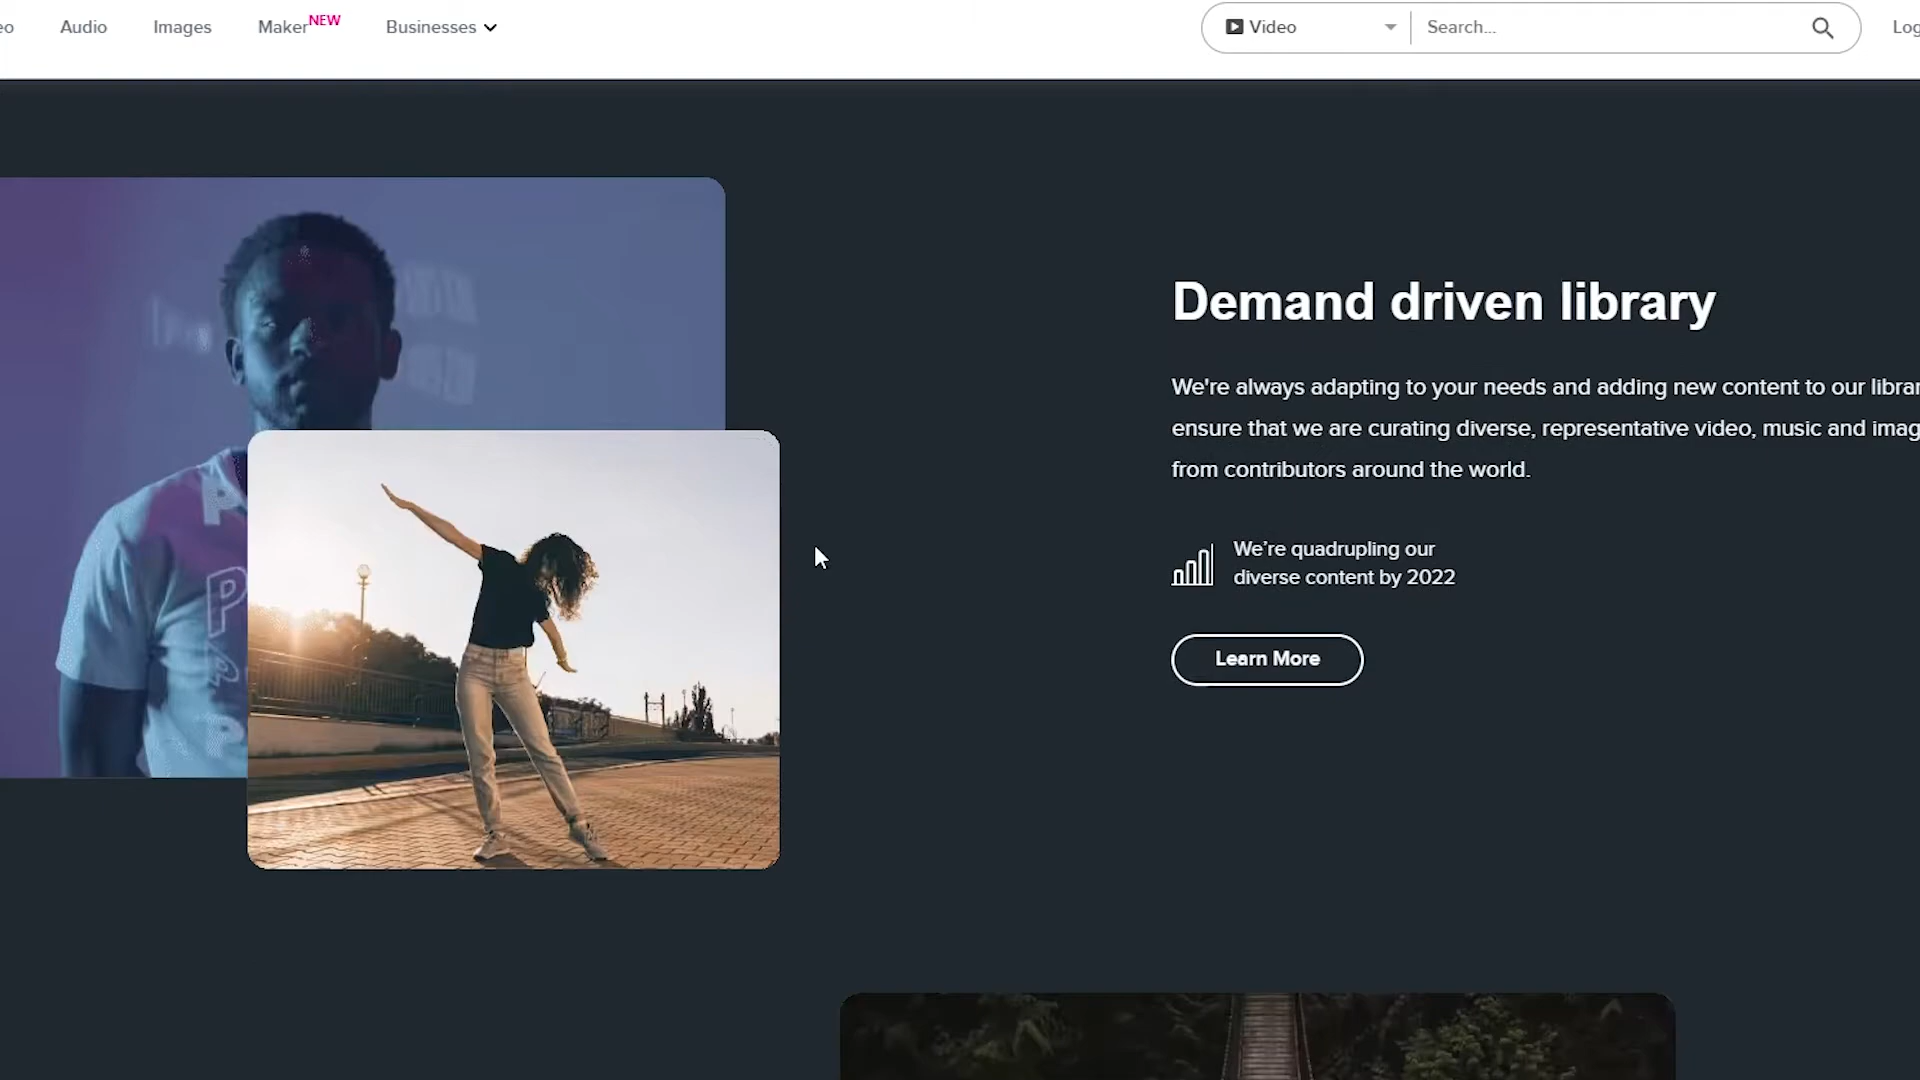 eo
Audio
Images
Maker NEW
Businesses
Video
Search...
Log
Demand driven library
We're always adapting to your needs and adding new content to our librar
ensure that we are curating diverse, representative video, music and imag
from contributors around the world.
We're quadrupling our
diverse content by 2022
Learn More